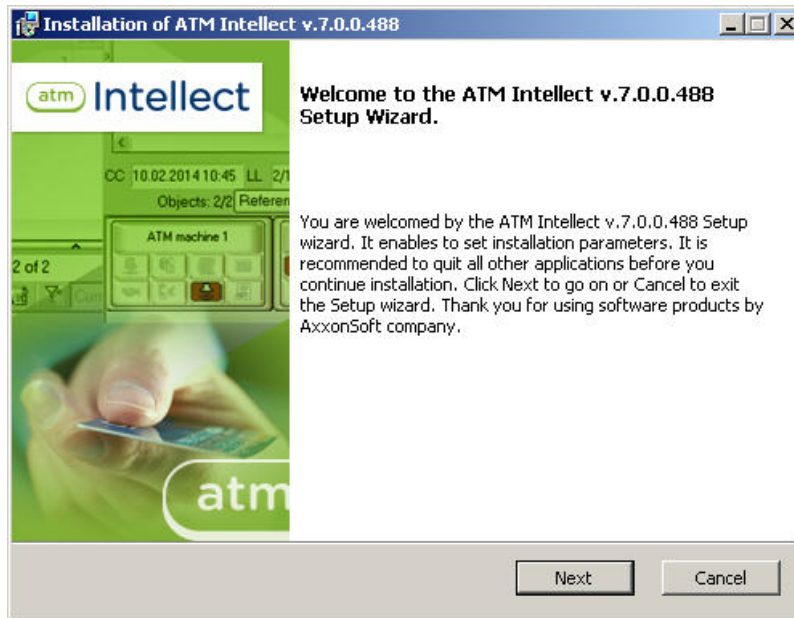 Installation of ATM Intellect v.7.0.0.488
atm Intellect
CC 10.02.2014 10:45 LL 2/1
Objects: 2/2 Referen
ATM machine 1
2 of 2
atm
Welcome to the ATM Intellect v.7.0.0.488
Setup Wizard.
You are welcomed by the ATM Intellect v.7.0.0.488 Setup
wizard. It enables to set installation parameters. It is
recommended to quit all other applications before you
continue installation. Click Next to go on or Cancel to exit
the Setup wizard. Thank you for using software products by
AxxonSoft company.
Next
Cancel